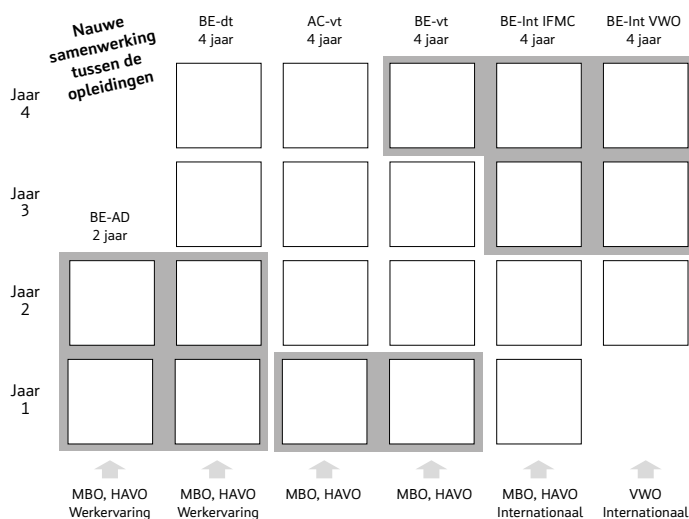 Nauwe
samenwerking
tussen de
opleidingen
BE-dt
4 jaar
AC-vt
4 jaar
BE-vt
4 jaar
BE-Int IFMC
4 jaar
BE-Int VWO
4 jaar
Jaar
4
Jaar
3
BE-AD
2 jaar
Jaar
2
Jaar
1
MBO, HAVO
Werkervaring
MBO, HAVO
Werkervaring
MBO, HAVO
MBO, HAVO
MBO, HAVO
Internationaal
VWO
Internationaal